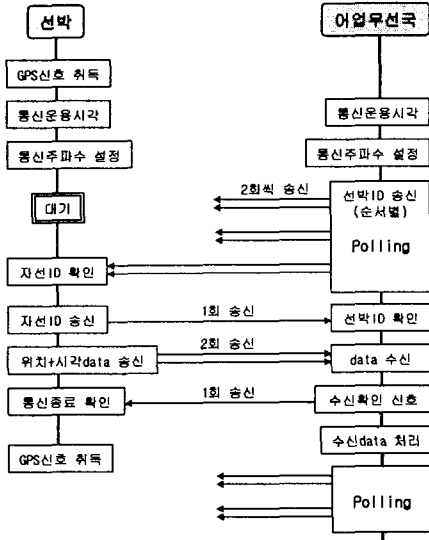 선박
어업무선국
GPS신호 취득
통신운용시각
통신운용시각
통신주파수 설정
통신주파수 설정
2회씩 송신
선박ID 송신
(순서별)
대기
Polling
자선ID 확인
자선ID 송신
1회 송신
선박ID 확인
2회 송신
위치+시각data 송신
data 수신
1회 송신
통신종료 확인
수신확인 신호
수신data 처리
GPS신호 취득
Polling